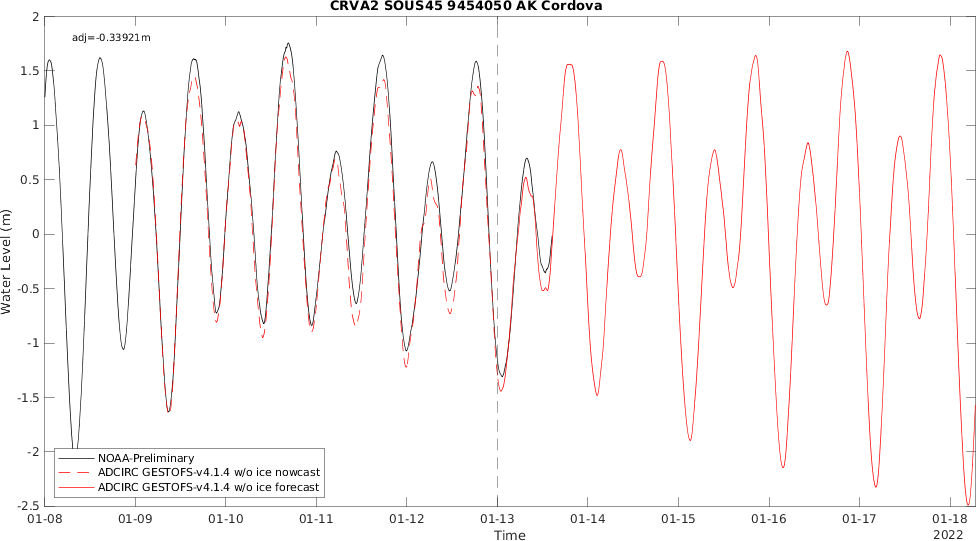 CRVA2 SOUS45 9454050 AK Cordova
adj=-0.33921m
2
1.5
1
0.5
0
-0.5
-1
-1.5
-2
-2.5
Water Level (m)
NOAA-Preliminary
ADCIRC GESTOFS-v4.1.4 w/o ice nowcast
ADCIRC GESTOFS-v4.1.4 w/o ice forecast
01-08 01-09 01-10 01-11 01-12 01-13 01-14 01-15 01-16 01-17 01-18
Time
2022